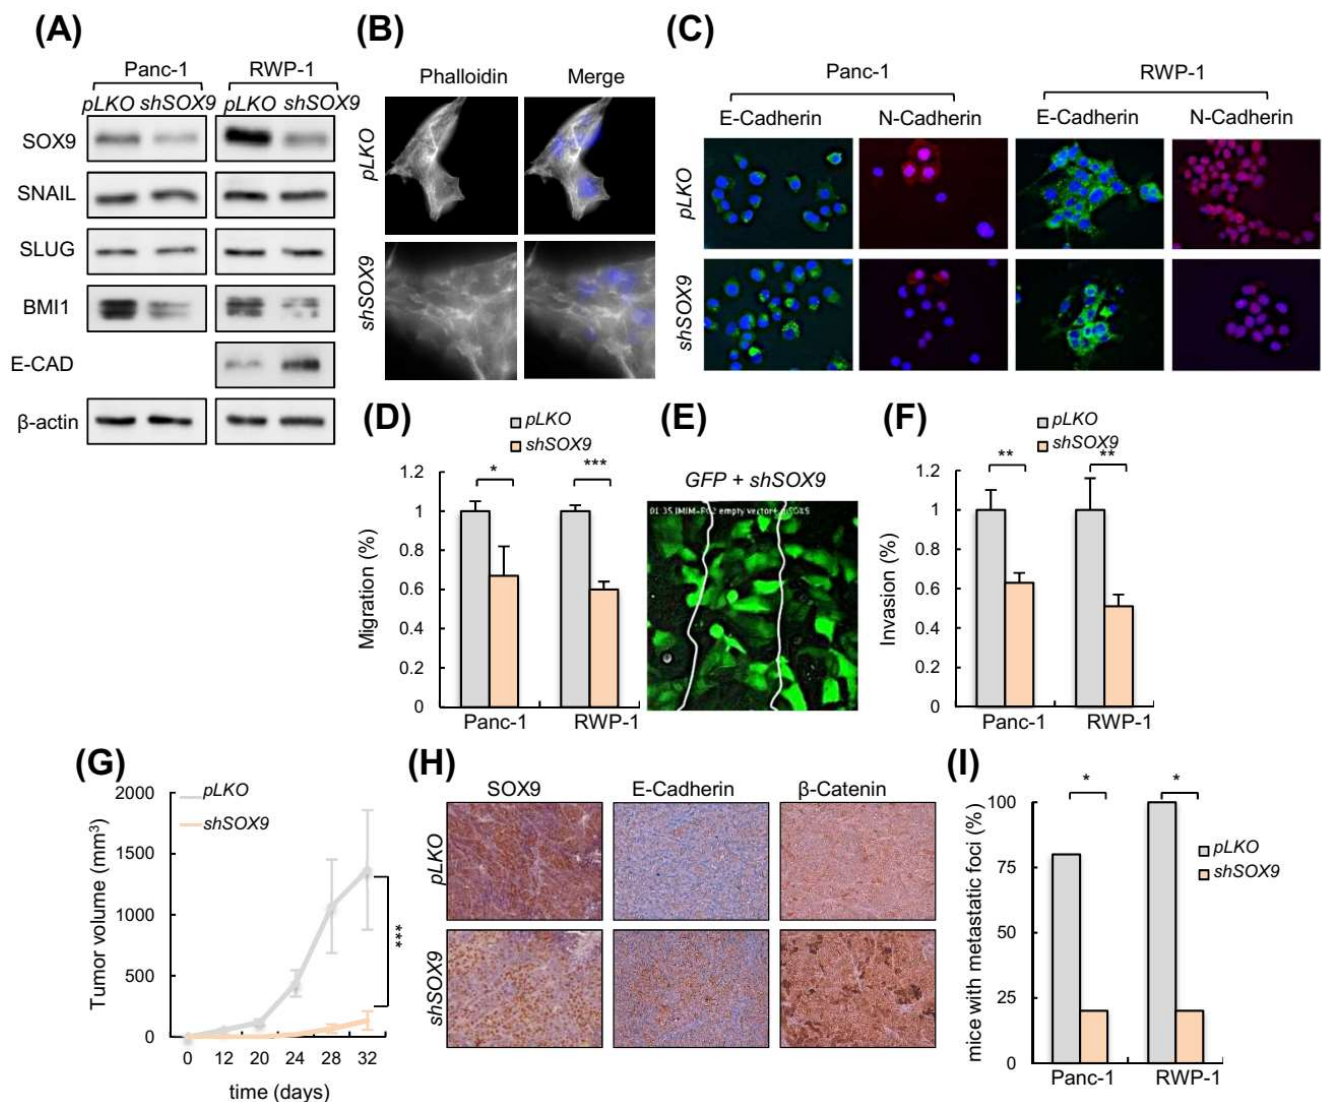 (A)
Panc-1 RWP-1
pLKO shSOX9 pLKO shSOX9
SOX9
SNAIL
SLUG
BMI1
E-CAD
β-actin
(B)
Phalloidin Merge
pLKO
shSOX9
(C)
Panc-1 RWP-1
E-Cadherin N-Cadherin E-Cadherin N-Cadherin
pLKO
shSOX9
(D)
pLKO
shSOX9
Migration (%)
1.2
1
0.8
0.6
0.4
0.2
0
* ***
Panc-1 RWP-1
(E)
GFP + shSOX9
empty vector+
(F)
pLKO
shSOX9
Invasion (%)
1.2
1
0.8
0.6
0.4
0.2
0
** **
Panc-1 RWP-1
(G)
pLKO
shSOX9
Tumor volume (mm³)
2000
1500
1000
500
0
***
0 12 20 24 28 32
time (days)
(H)
SOX9 E-Cadherin β-Catenin
pLKO
shSOX9
(I)
* *
mice with metastatic foci (%)
100
75
50
25
0
pLKO
shSOX9
Panc-1 RWP-1